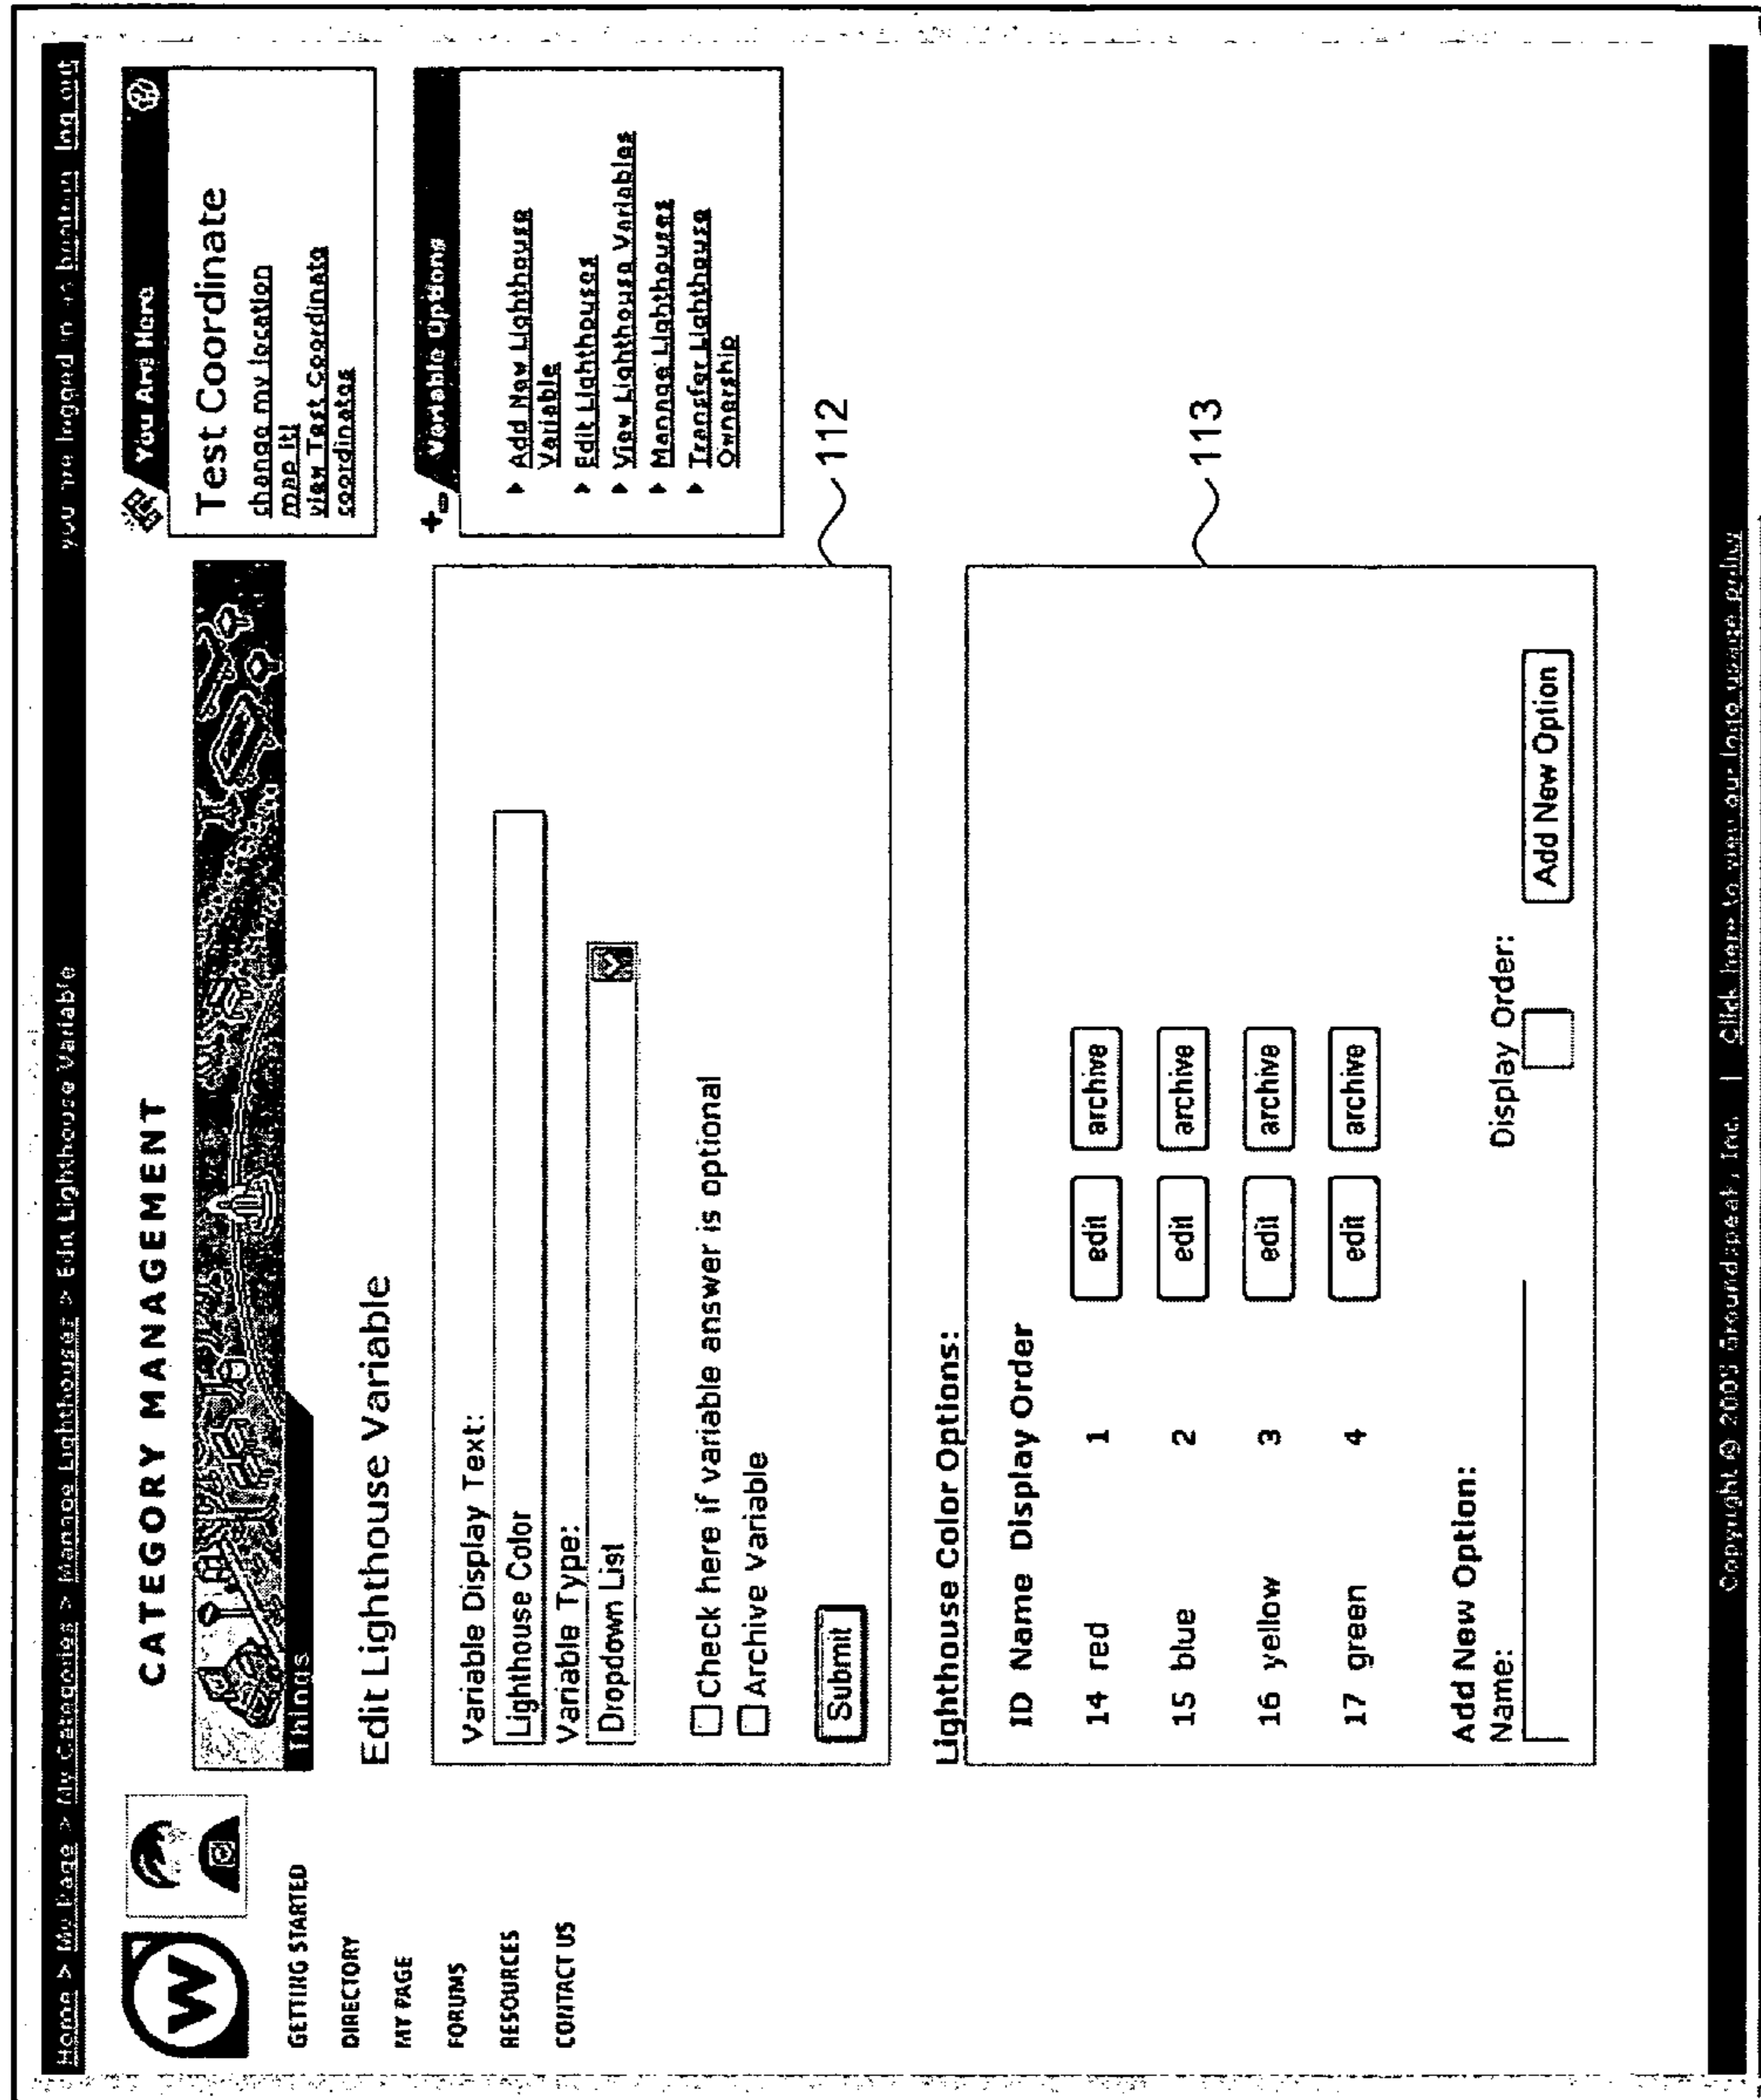 Home > My Page > My Categories > Manage Lighthouses > Edit Lighthouse Variable
you are logged in as log out
W
GETTING STARTED
DIRECTORY
MY PAGE
FORUMS
RESOURCES
CONTACT US
CATEGORY MANAGEMENT
Things
Edit Lighthouse Variable
Variable Display Text:
Lighthouse Color
Variable Type:
Dropdown List
Check here if variable answer is optional
Archive Variable
Submit
112
Lighthouse Color Options:
ID Name Display Order
14 red 1 edit archive
15 blue 2 edit archive
16 yellow 3 edit archive
17 green 4 edit archive
Add New Option:
Name: Display Order:
Add New Option
113
You Are Here
Test Coordinate
change my location
map it!
view Test Coordinate
coordinates
Variable Options
Add New Lighthouse
Variable
Edit Lighthouses
View Lighthouse Variables
Manage Lighthouses
Transfer Lighthouse
Ownership
Copyright © 2005 Groundspeak, Inc. | Click here to view our logo usage policy